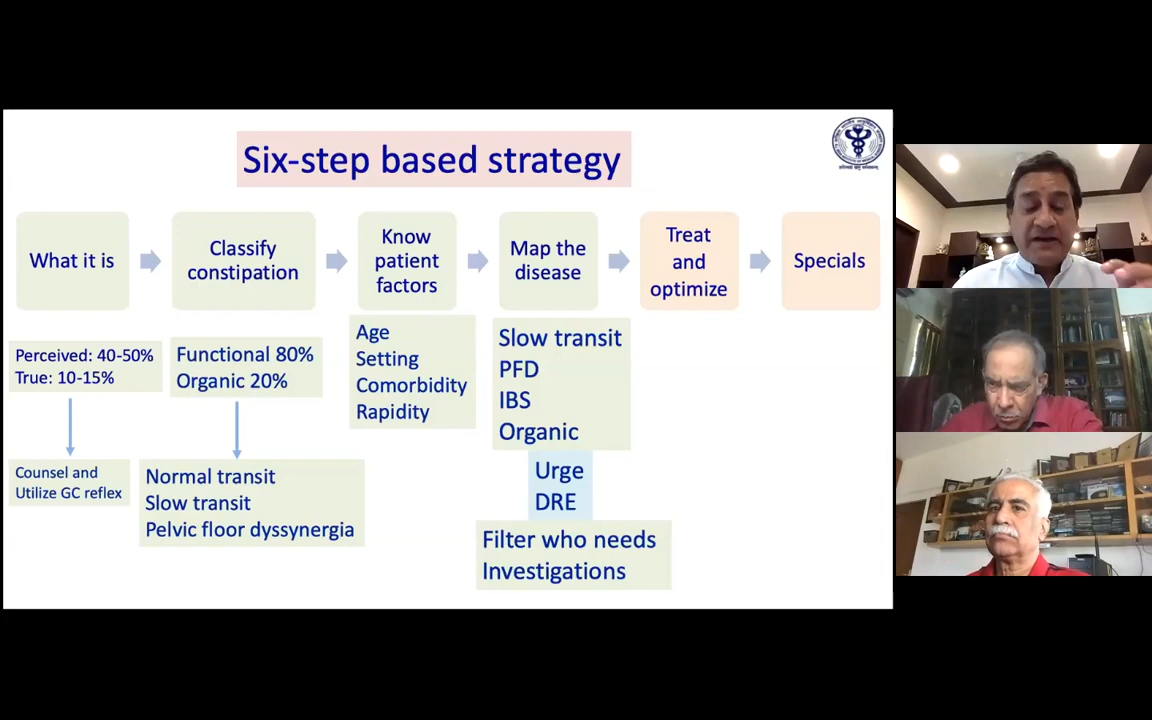 Six-step based strategy
What it is
Classify
constipation
Know
patient
factors
Map the
disease
Treat
and
optimize
Specials
Perceived: 40-50%
True: 10-15%
Counsel and
Utilize GC reflex
Functional 80%
Organic 20%
Normal transit
Slow transit
Pelvic floor dyssynergia
Age
Setting
Comorbidity
Rapidity
Slow transit
PFD
IBS
Organic
Urge
DRE
Filter who needs
Investigations